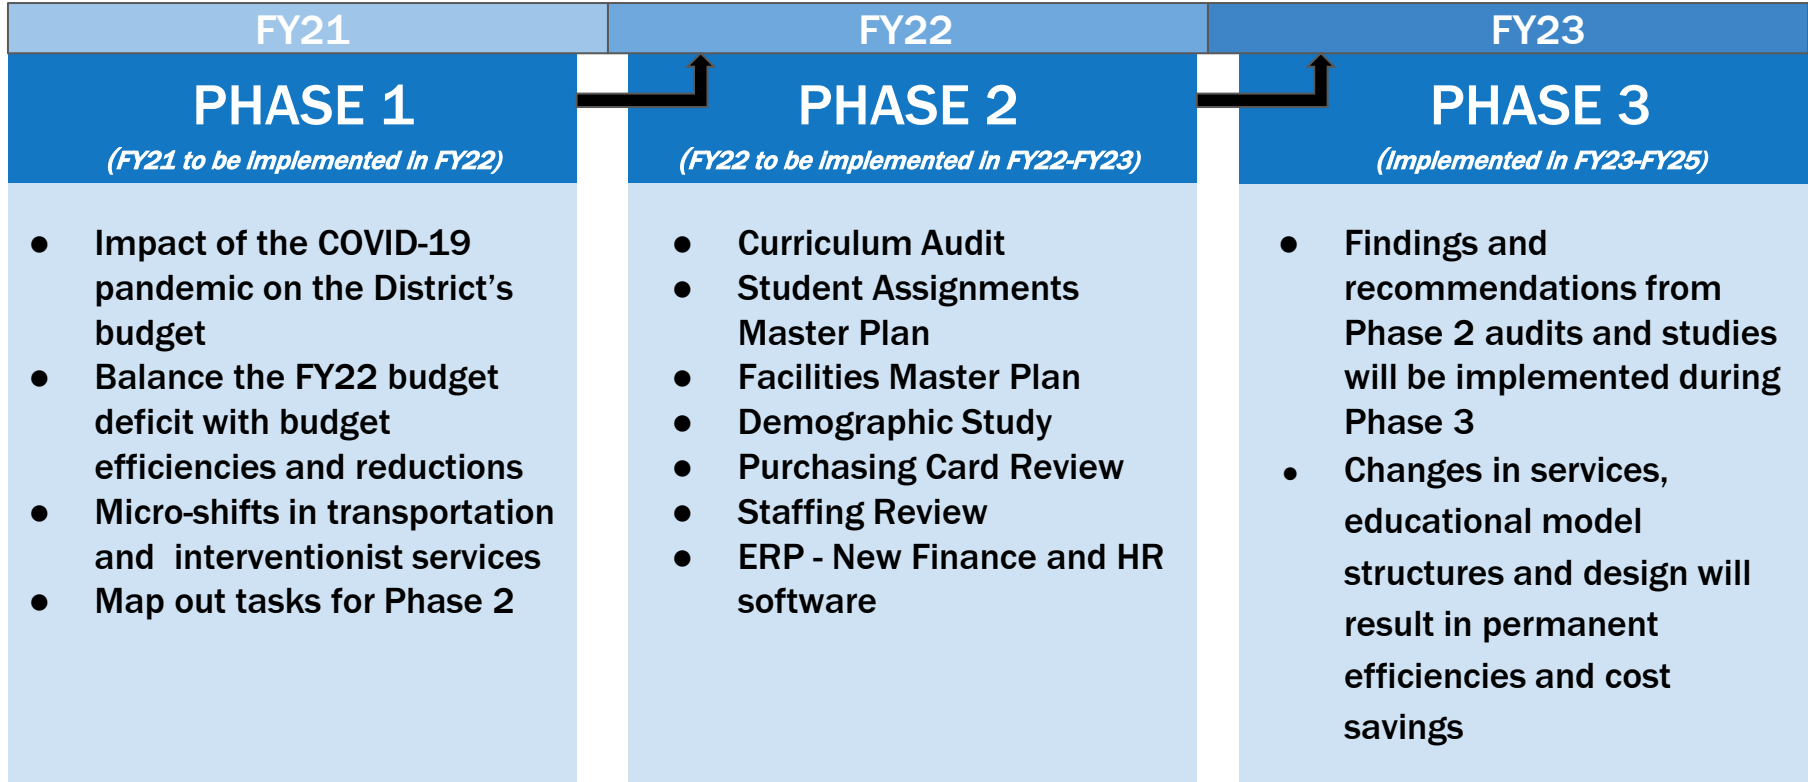 FY21
FY22
FY23
PHASE 1
(FY21 to be implemented in FY22)
● Impact of the COVID-19
pandemic on the District's
budget
● Balance the FY22 budget
deficit with budget
efficiencies and reductions
● Micro-shifts in transportation
and  interventionist services
● Map out tasks for Phase 2
PHASE 2
(FY22 to be implemented in FY22-FY23)
● Curriculum Audit
● Student Assignments
Master Plan
● Facilities Master Plan
● Demographic Study
● Purchasing Card Review
● Staffing Review
● ERP - New Finance and HR
software
PHASE 3
(Implemented in FY23-FY25)
● Findings and
recommendations from
Phase 2 audits and studies
will be implemented during
Phase 3
● Changes in services,
educational model
structures and design will
result in permanent
efficiencies and cost
savings